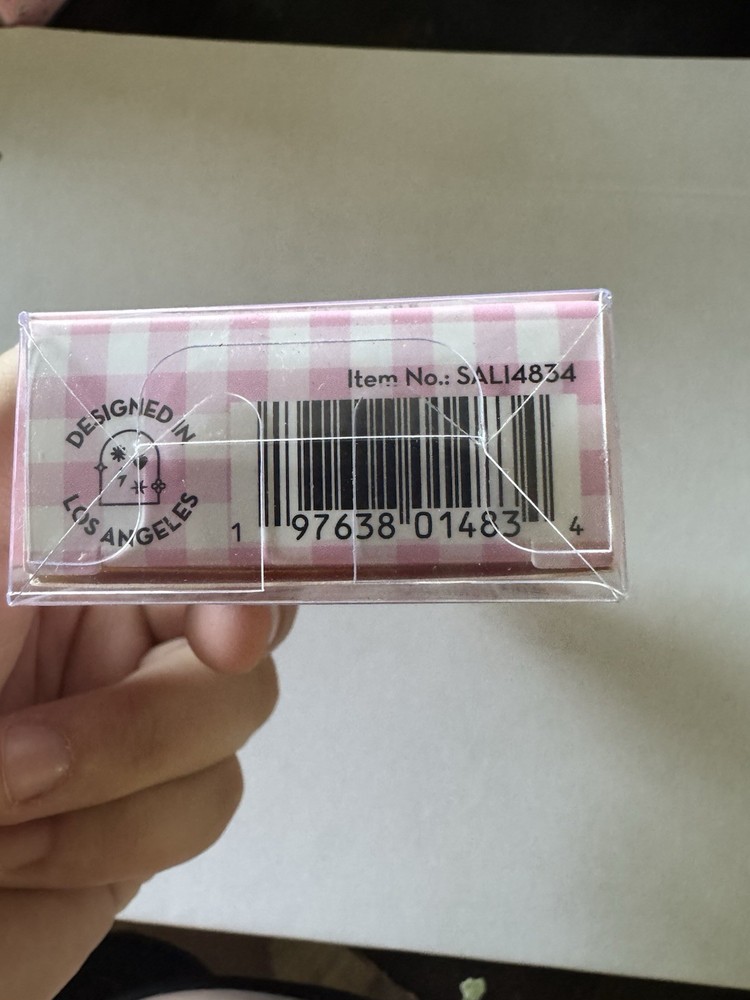 Item No.: SALI4834
DESIGNED IN
LOS ANGELES
1 97638 01483 4